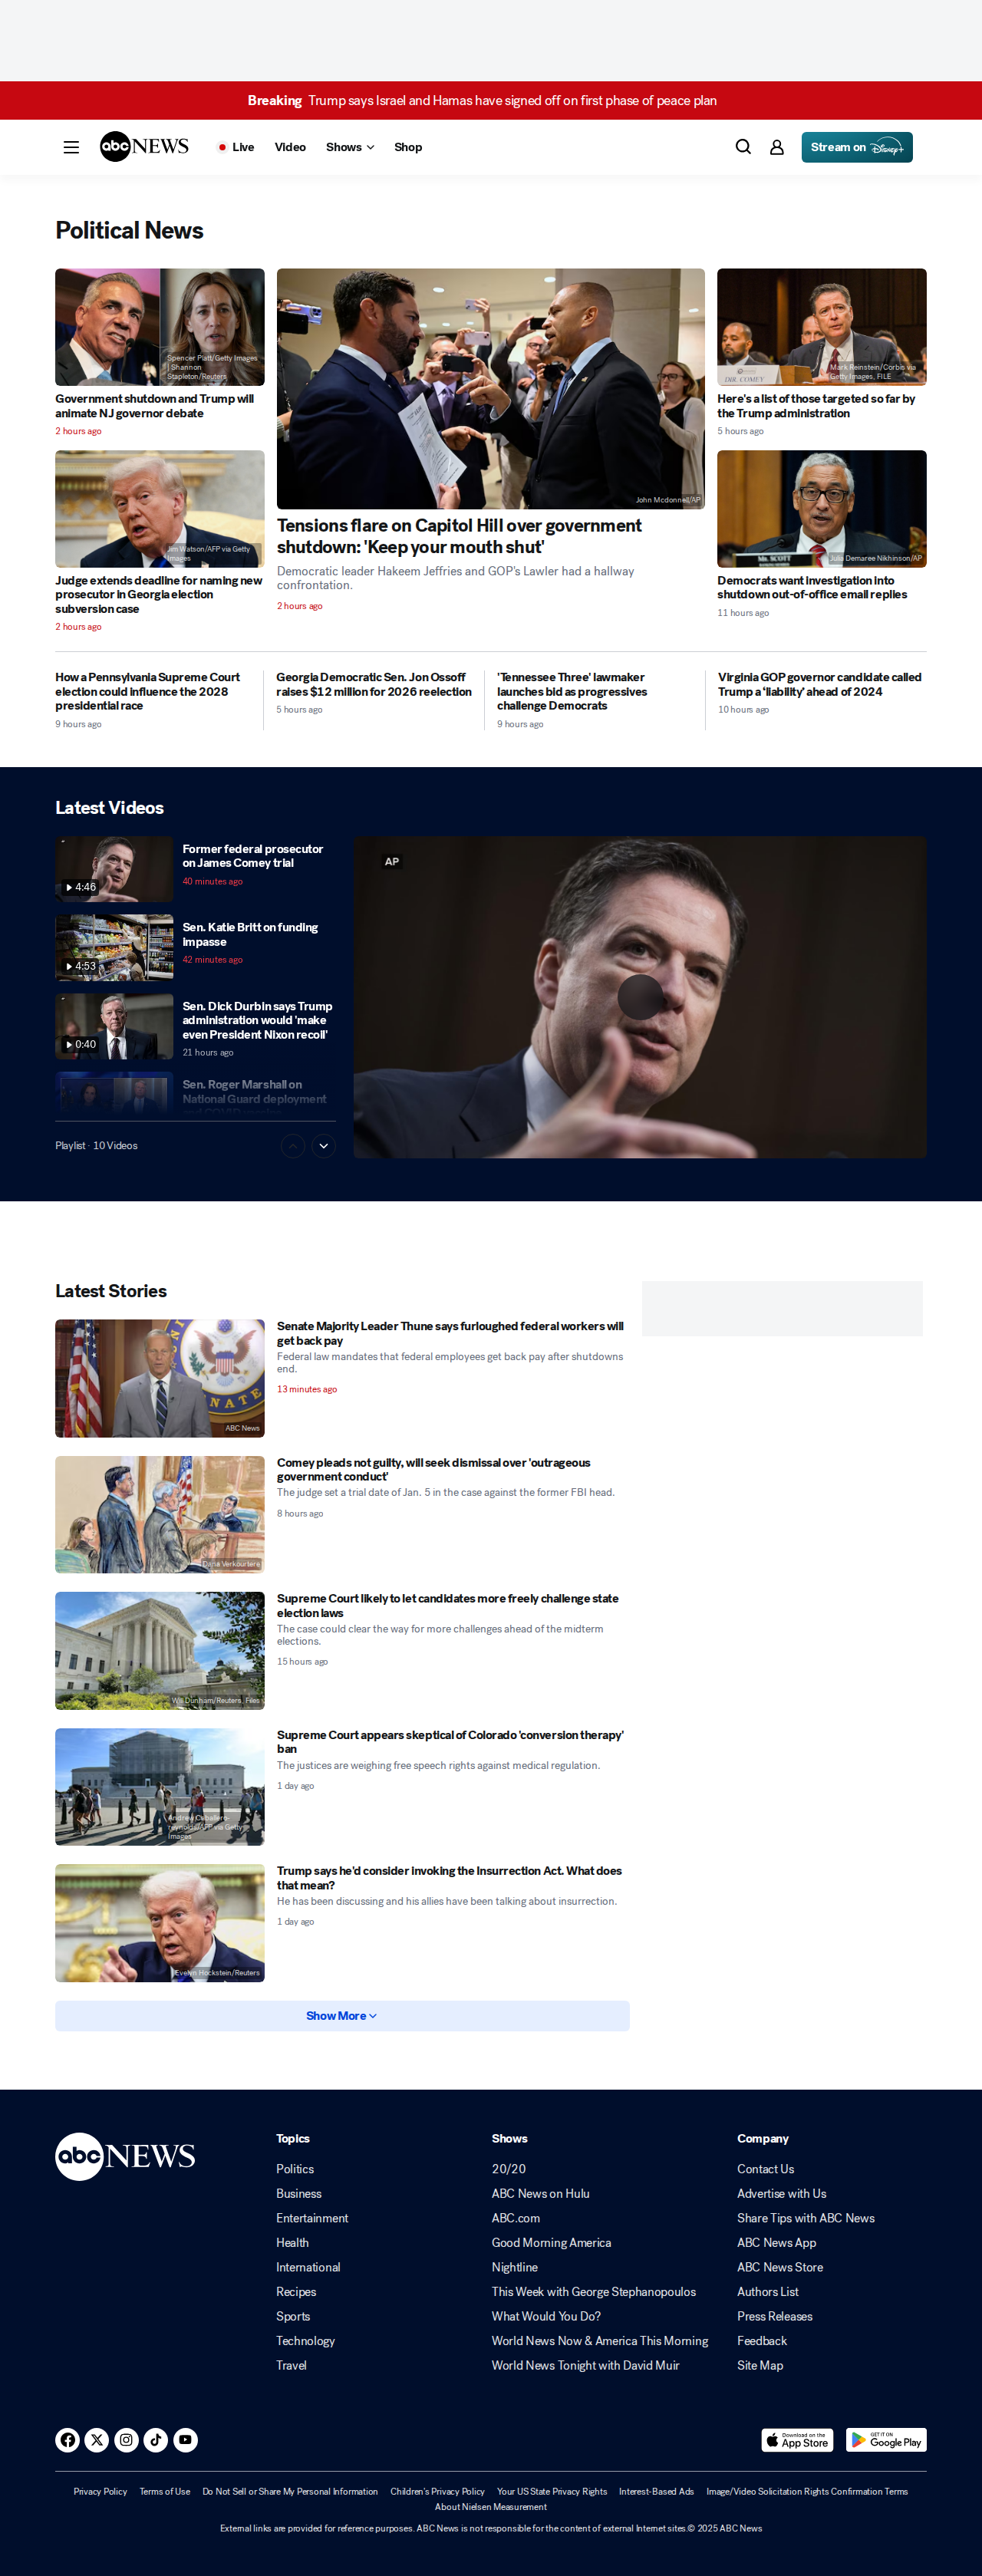 Breaking Trump says Israel and Hamas have signed off on first phase of peace plan
abc NEWS
Live
Video
Shows
Shop
Stream on Disney+
Political News
Spencer Platt/Getty Images
| Shannon
Stapleton/Reuters
Government shutdown and Trump will
animate NJ governor debate
2 hours ago
Jim Watson/AFP via Getty
Images
Judge extends deadline for naming new
prosecutor in Georgia election
subversion case
2 hours ago
John Mcdonnell/AP
Tensions flare on Capitol Hill over government
shutdown: 'Keep your mouth shut'
Democratic leader Hakeem Jeffries and GOP's Lawler had a hallway
confrontation.
2 hours ago
DIR. COMEY
Mark Reinstein/Corbis via
Getty Images, FILE
Here's a list of those targeted so far by
the Trump administration
5 hours ago
Mr. SCOTT
Julia Demaree Nikhinson/AP
Democrats want investigation into
shutdown out-of-office email replies
11 hours ago
How a Pennsylvania Supreme Court
election could influence the 2028
presidential race
9 hours ago
Georgia Democratic Sen. Jon Ossoff
raises $12 million for 2026 reelection
5 hours ago
'Tennessee Three' lawmaker
launches bid as progressives
challenge Democrats
9 hours ago
Virginia GOP governor candidate called
Trump a 'liability' ahead of 2024
10 hours ago
Latest Videos
4:46
Former federal prosecutor
on James Comey trial
40 minutes ago
4:53
Sen. Katie Britt on funding
impasse
42 minutes ago
0:40
Sen. Dick Durbin says Trump
administration would 'make
even President Nixon recoil'
21 hours ago
Sen. Roger Marshall on
National Guard deployment
Playlist · 10 Videos
AP
Latest Stories
SENATE
ABC News
Senate Majority Leader Thune says furloughed federal workers will
get back pay
Federal law mandates that federal employees get back pay after shutdowns
end.
13 minutes ago
Dana Verkouteren
Comey pleads not guilty, will seek dismissal over 'outrageous
government conduct'
The judge set a trial date of Jan. 5 in the case against the former FBI head.
8 hours ago
Will Dunham/Reuters, Files
Supreme Court likely to let candidates more freely challenge state
election laws
The case could clear the way for more challenges ahead of the midterm
elections.
15 hours ago
Andrew Caballero-
reynolds/AFP via Getty
Images
Supreme Court appears skeptical of Colorado 'conversion therapy'
ban
The justices are weighing free speech rights against medical regulation.
1 day ago
Evelyn Hockstein/Reuters
Trump says he'd consider invoking the Insurrection Act. What does
that mean?
He has been discussing and his allies have been talking about insurrection.
1 day ago
Show More
abc NEWS
Topics
Politics
Business
Entertainment
Health
International
Recipes
Sports
Technology
Travel
Shows
20/20
ABC News on Hulu
ABC.com
Good Morning America
Nightline
This Week with George Stephanopoulos
What Would You Do?
World News Now & America This Morning
World News Tonight with David Muir
Company
Contact Us
Advertise with Us
Share Tips with ABC News
ABC News App
ABC News Store
Authors List
Press Releases
Feedback
Site Map
Download on the
App Store
GET IT ON
Google Play
Privacy Policy Terms of Use Do Not Sell or Share My Personal Information Children's Privacy Policy Your US State Privacy Rights Interest-Based Ads Image/Video Solicitation Rights Confirmation Terms
About Nielsen Measurement
External links are provided for reference purposes. ABC News is not responsible for the content of external Internet sites.© 2025 ABC News